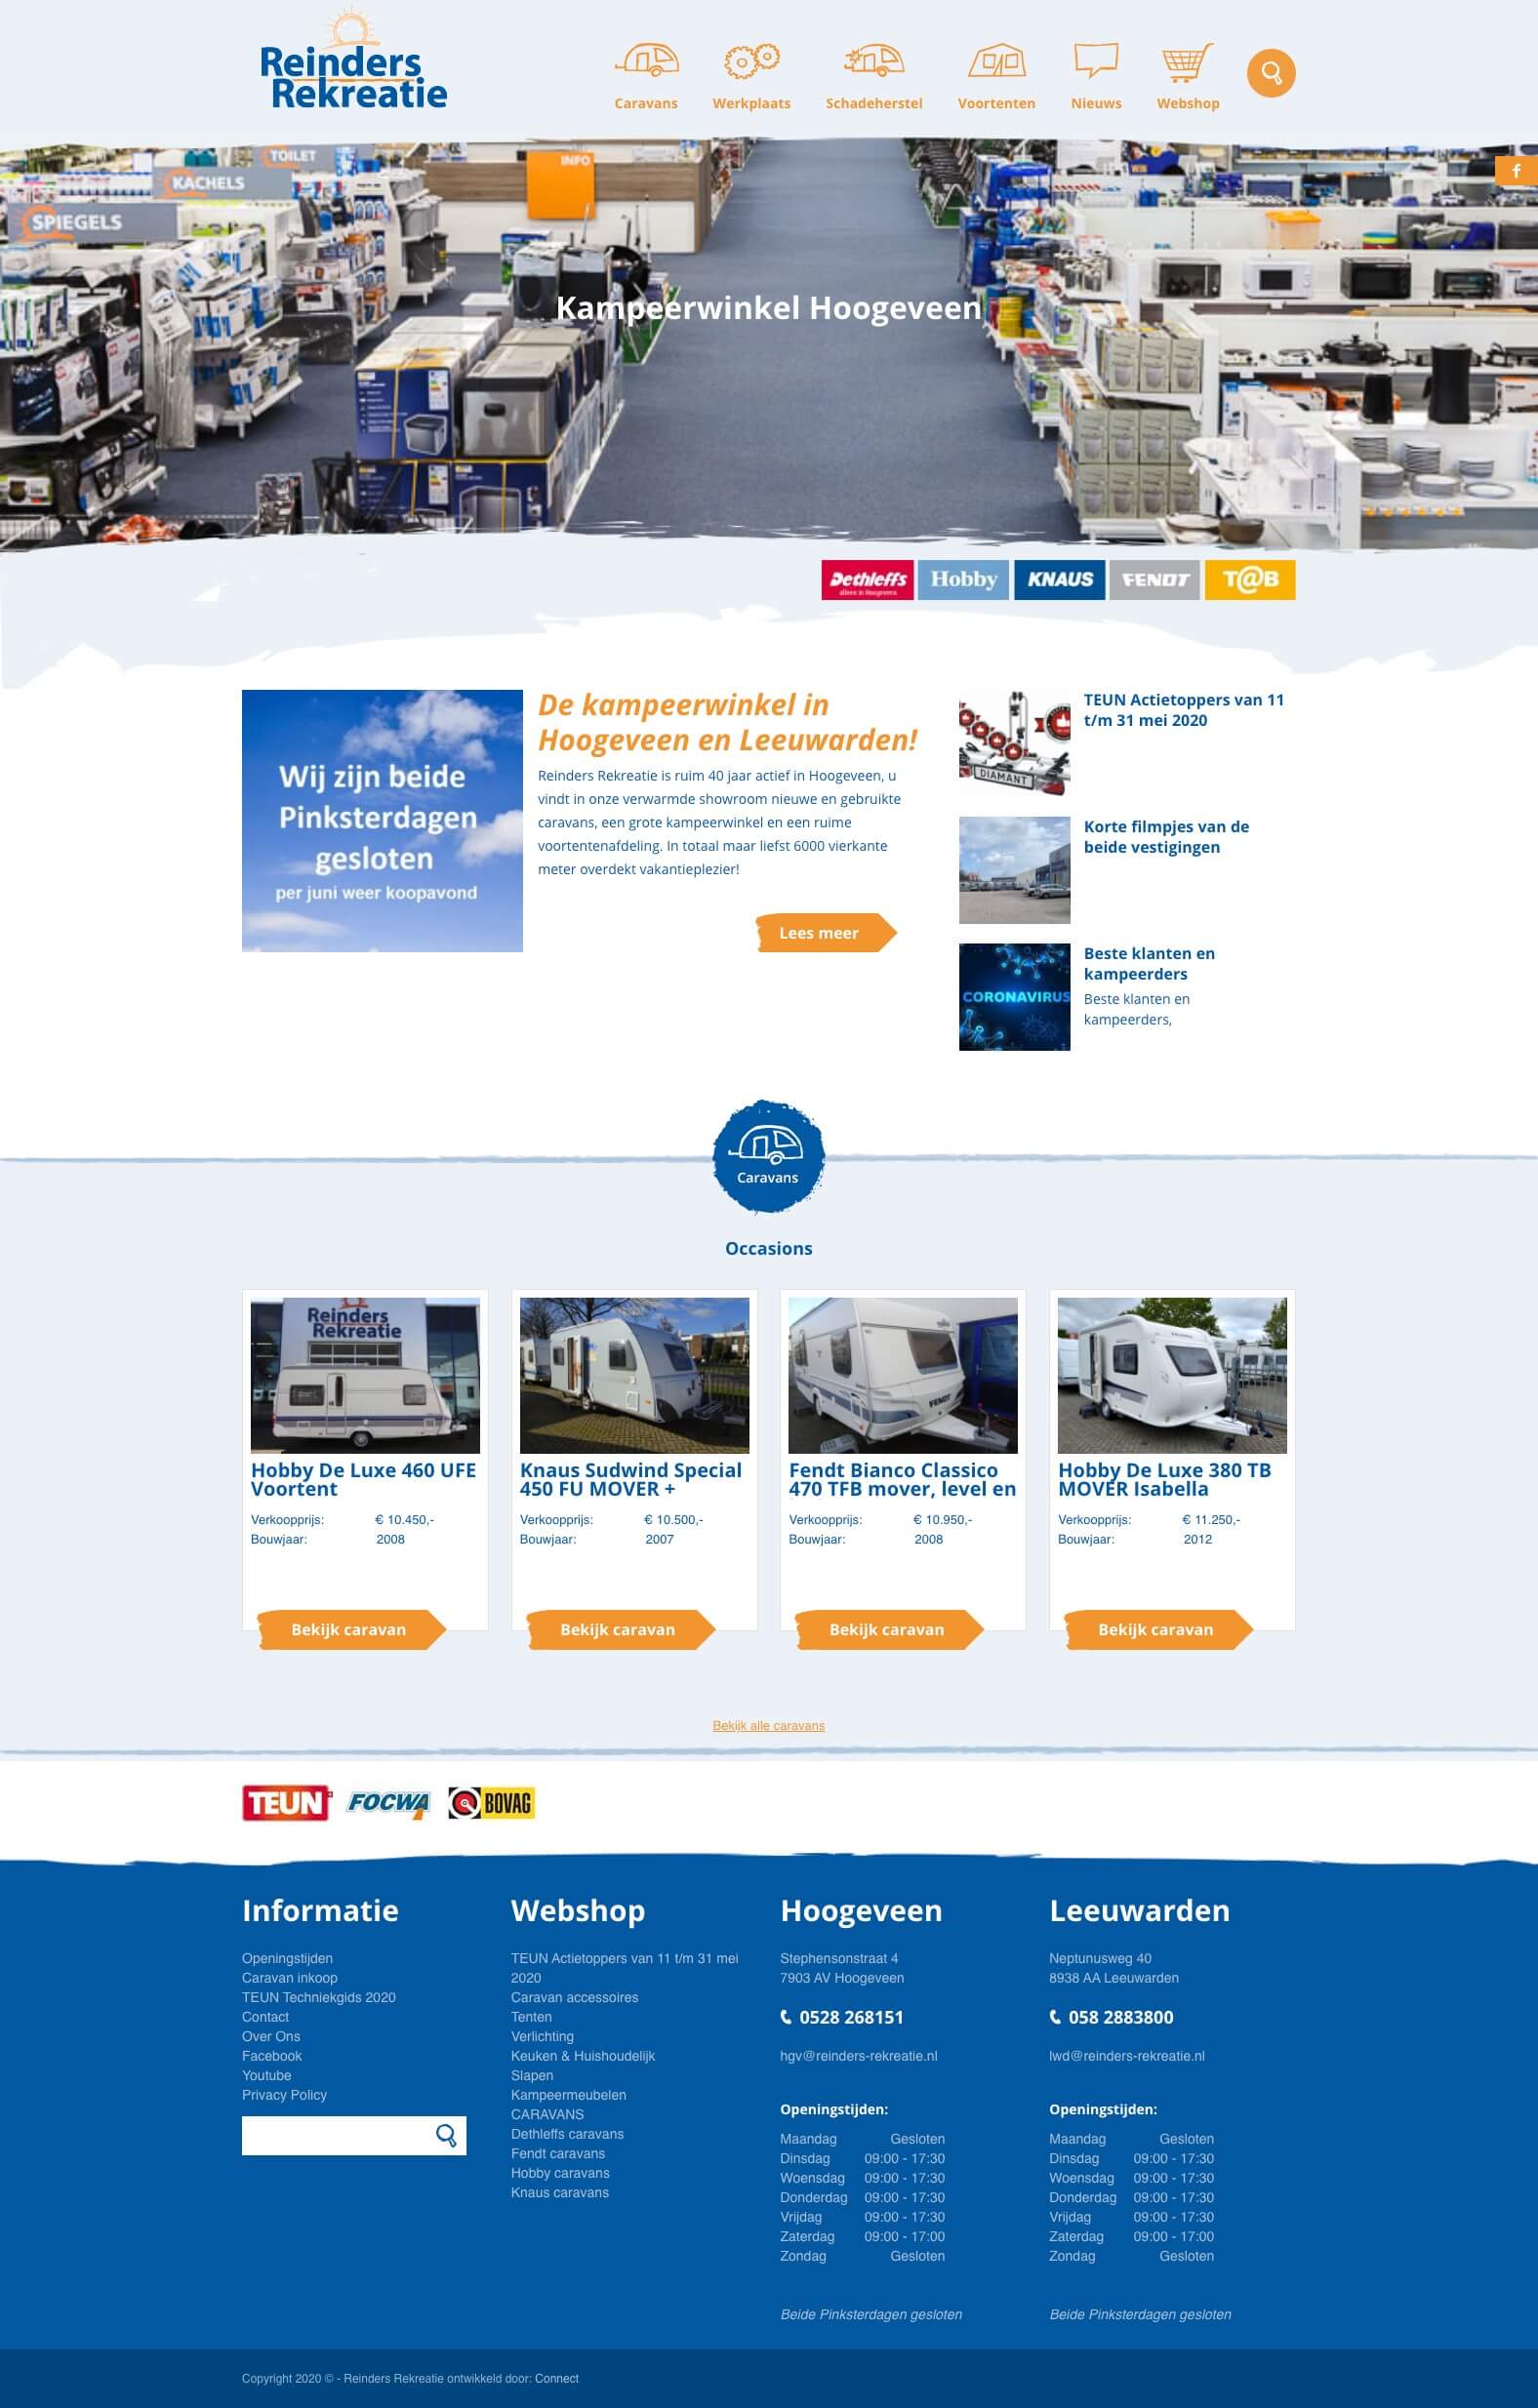 Reinders
Rekreatie
Caravans
Werkplaats
Schadeherstel
Voortenten
Nieuws
Webshop
TOILET
KACHELS
SPIEGELS
INFO
f
Kampeerwinkel Hoogeveen
Dethleffs
alleen in Hoogeveen
Hobby
KNAUS
FENDT
T@B
Wij zijn beide
Pinksterdagen
gesloten
per juni weer koopavond
De kampeerwinkel in
Hoogeveen en Leeuwarden!
Reinders Rekreatie is ruim 40 jaar actief in Hoogeveen, u
vindt in onze verwarmde showroom nieuwe en gebruikte
caravans, een grote kampeerwinkel en een ruime
voortentenafdeling. In totaal maar liefst 6000 vierkante
meter overdekt vakantieplezier!
Lees meer
DIAMANT
TEUN Actietoppers van 11
t/m 31 mei 2020
Korte filmpjes van de
beide vestigingen
CORONAVIRUS
Beste klanten en
kampeerders
Beste klanten en
kampeerders,
Caravans
Occasions
Reinders
Rekreatie
Hobby De Luxe 460 UFE
Voortent
Verkoopprijs: € 10.450,-
Bouwjaar: 2008
Bekijk caravan
Knaus Sudwind Special
450 FU MOVER +
Verkoopprijs: € 10.500,-
Bouwjaar: 2007
Bekijk caravan
FENDT
Fendt Bianco Classico
470 TFB mover, level en
Verkoopprijs: € 10.950,-
Bouwjaar: 2008
Bekijk caravan
Hobby De Luxe 380 TB
MOVER Isabella
Verkoopprijs: € 11.250,-
Bouwjaar: 2012
Bekijk caravan
Bekijk alle caravans
TEUN
FOCWA
BOVAG
Informatie
Openingstijden
Caravan inkoop
TEUN Techniekgids 2020
Contact
Over Ons
Facebook
Youtube
Privacy Policy
Webshop
TEUN Actietoppers van 11 t/m 31 mei
2020
Caravan accessoires
Tenten
Verlichting
Keuken & Huishoudelijk
Slapen
Kampeermeubelen
CARAVANS
Dethleffs caravans
Fendt caravans
Hobby caravans
Knaus caravans
Hoogeveen
Stephensonstraat 4
7903 AV Hoogeveen
0528 268151
hgv@reinders-rekreatie.nl
Openingstijden:
Maandag Gesloten
Dinsdag 09:00 - 17:30
Woensdag 09:00 - 17:30
Donderdag 09:00 - 17:30
Vrijdag 09:00 - 17:30
Zaterdag 09:00 - 17:00
Zondag Gesloten
Beide Pinksterdagen gesloten
Leeuwarden
Neptunusweg 40
8938 AA Leeuwarden
058 2883800
lwd@reinders-rekreatie.nl
Openingstijden:
Maandag Gesloten
Dinsdag 09:00 - 17:30
Woensdag 09:00 - 17:30
Donderdag 09:00 - 17:30
Vrijdag 09:00 - 17:30
Zaterdag 09:00 - 17:00
Zondag Gesloten
Beide Pinksterdagen gesloten
Copyright 2020 © - Reinders Rekreatie ontwikkeld door: Connect